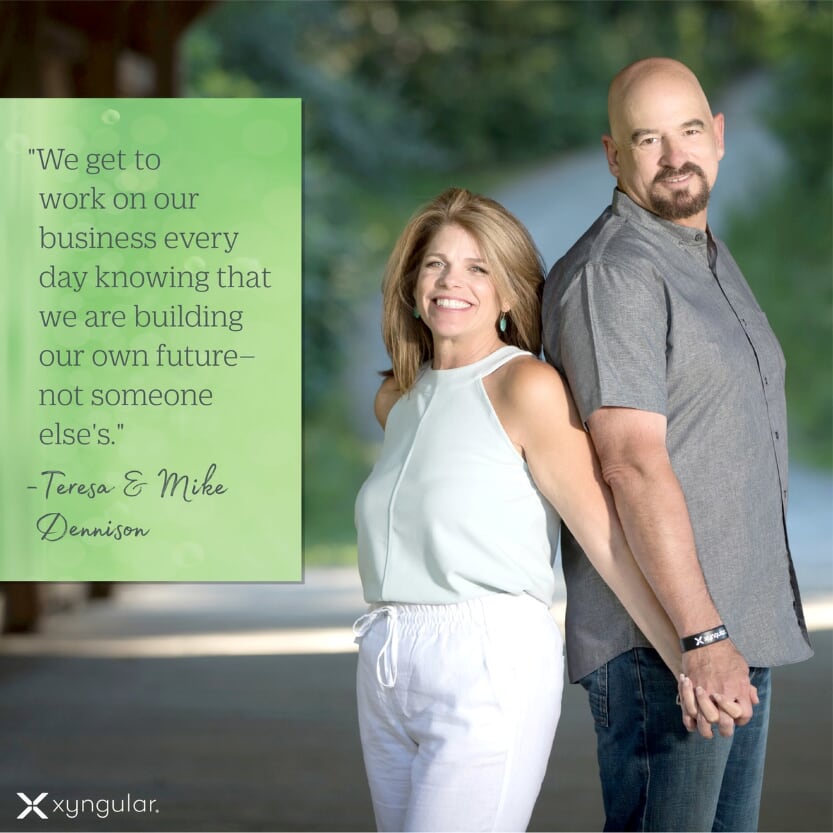 "We get to
work on our
business every
day knowing that
we are building
our own future–
not someone
else's."
-Teresa & Mike
Dennison
xyngular
xyngular.